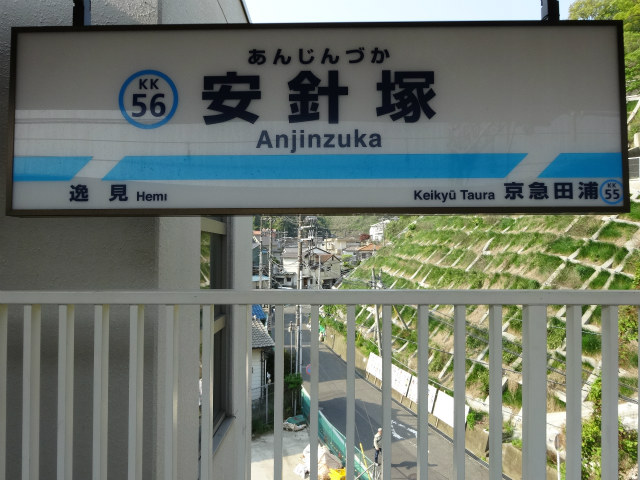 あんじんづか
KK
56
安針塚
Anjinzuka
逸見 Hemi
Keikyū Taura 京急田浦 KK 55